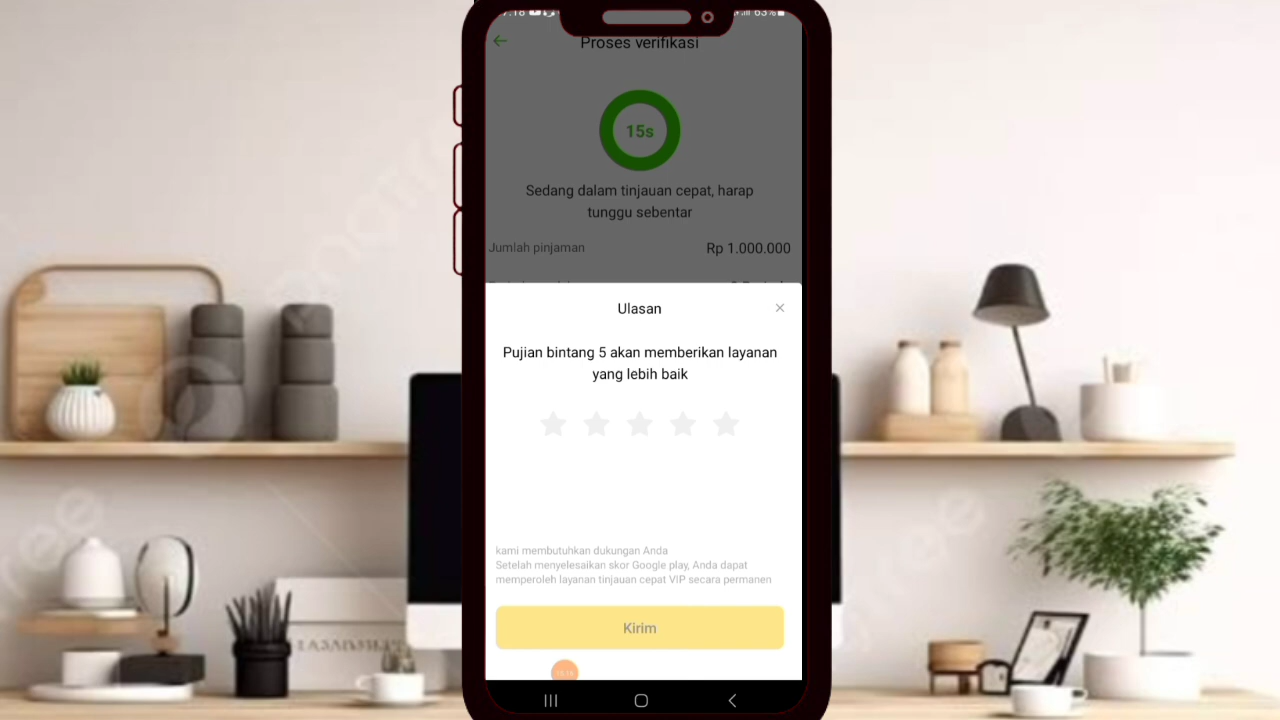 63%
Proses verifikasi
15s
Sedang dalam tinjauan cepat, harap
tunggu sebentar
Jumlah pinjaman
Rp 1.000.000
Ulasan
Pujian bintang 5 akan memberikan layanan
yang lebih baik
kami membutuhkan dukungan Anda
Setelah menyelesaikan skor Google play, Anda dapat
memperoleh layanan tinjauan cepat VIP secara permanen
Kirim